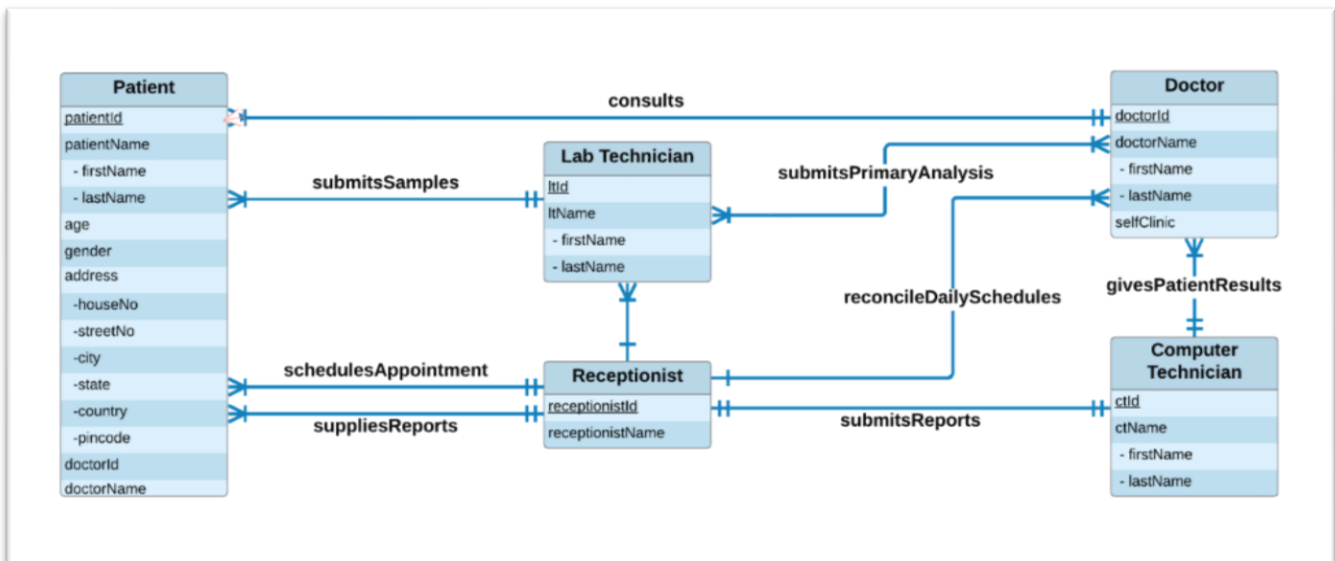 Patient
patientId
patientName
- firstName
- lastName
age
gender
address
-houseNo
-streetNo
-city
-state
-country
-pincode
doctorId
doctorName
consults
submitsSamples
Lab Technician
ltId
ltName
- firstName
- lastName
submitsPrimaryAnalysis
Doctor
doctorId
doctorName
- firstName
- lastName
selfClinic
reconcileDailySchedules
givesPatientResults
schedulesAppointment
suppliesReports
Receptionist
receptionistId
receptionistName
submitsReports
Computer
Technician
ctId
ctName
- firstName
- lastName